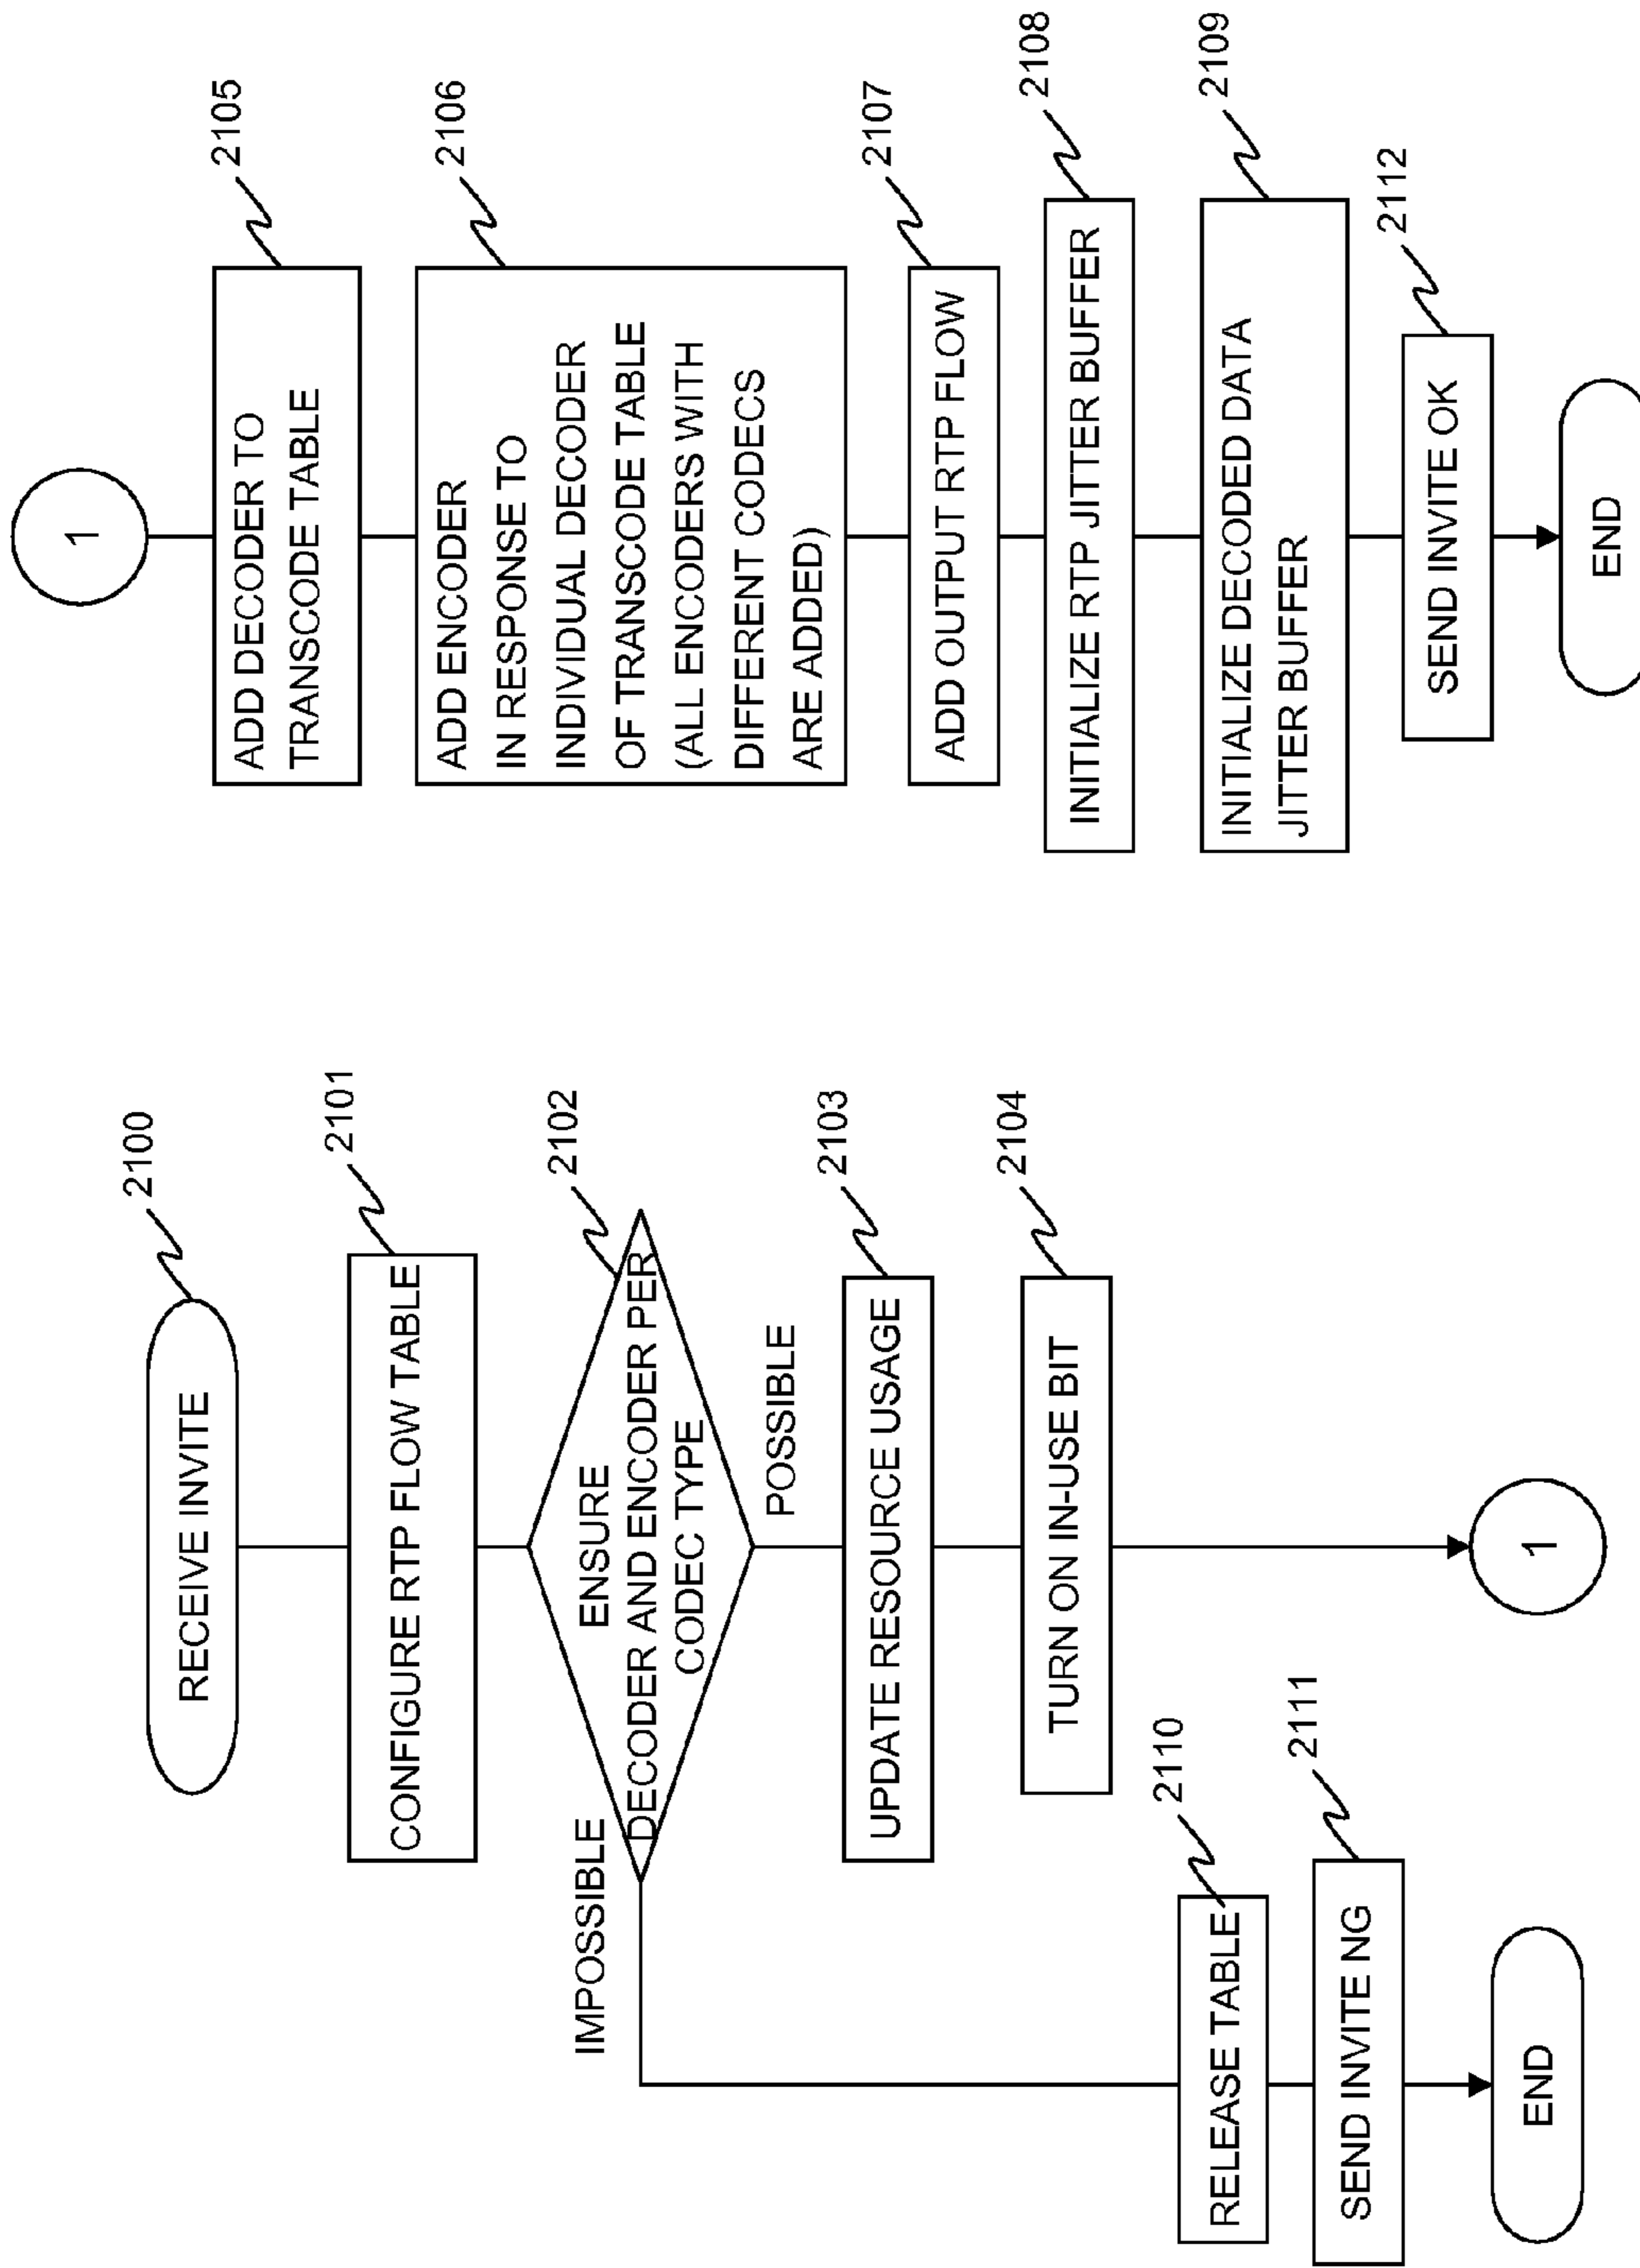 RECEIVE INVITE
2100
CONFIGURE RTP FLOW TABLE
2101
ENSURE
DECODER AND ENCODER PER
CODEC TYPE
2102
IMPOSSIBLE
POSSIBLE
UPDATE RESOURCE USAGE
2103
TURN ON IN-USE BIT
2104
1
RELEASE TABLE
2110
SEND INVITE NG
2111
END
1
ADD DECODER TO
TRANSCODE TABLE
2105
ADD ENCODER
IN RESPONSE TO
INDIVIDUAL DECODER
OF TRANSCODE TABLE
(ALL ENCODERS WITH
DIFFERENT CODECS
ARE ADDED)
2106
ADD OUTPUT RTP FLOW
2107
INITIALIZE RTP JITTER BUFFER
2108
INITIALIZE DECODED DATA
JITTER BUFFER
2109
SEND INVITE OK
2112
END